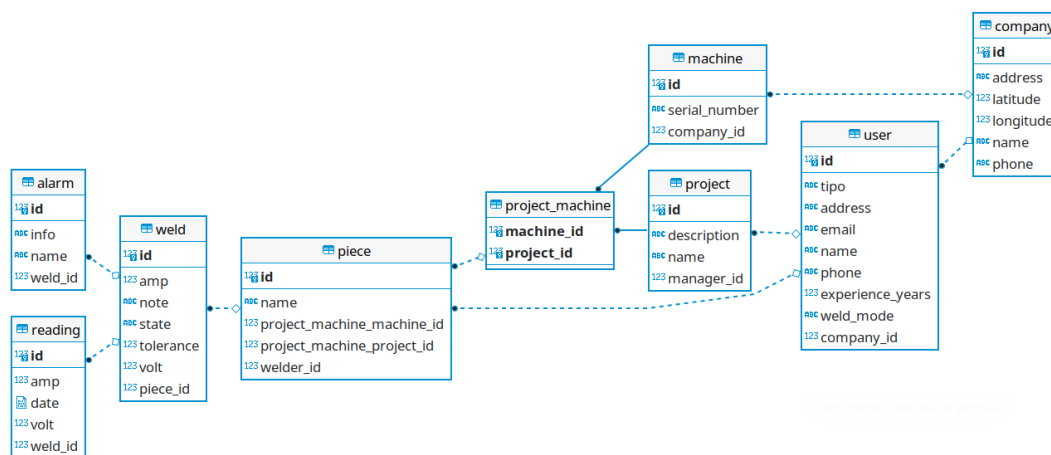 company
id
address
latitude
longitude
name
phone
machine
id
serial_number
company_id
user
id
tipo
address
email
name
phone
experience_years
weld_mode
company_id
project
id
description
name
manager_id
project_machine
machine_id
project_id
alarm
id
info
name
weld_id
weld
id
amp
note
state
tolerance
volt
piece_id
piece
id
name
project_machine_machine_id
project_machine_project_id
welder_id
reading
id
amp
date
volt
weld_id